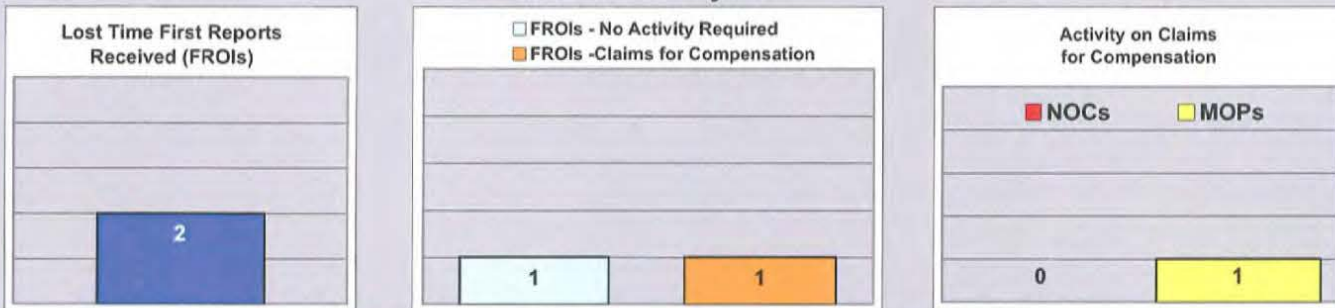 Lost Time First Reports
Received (FROIs)
2
FROIs - No Activity Required
FROIs -Claims for Compensation
1
1
Activity on Claims
for Compensation
NOCs
MOPs
0
1